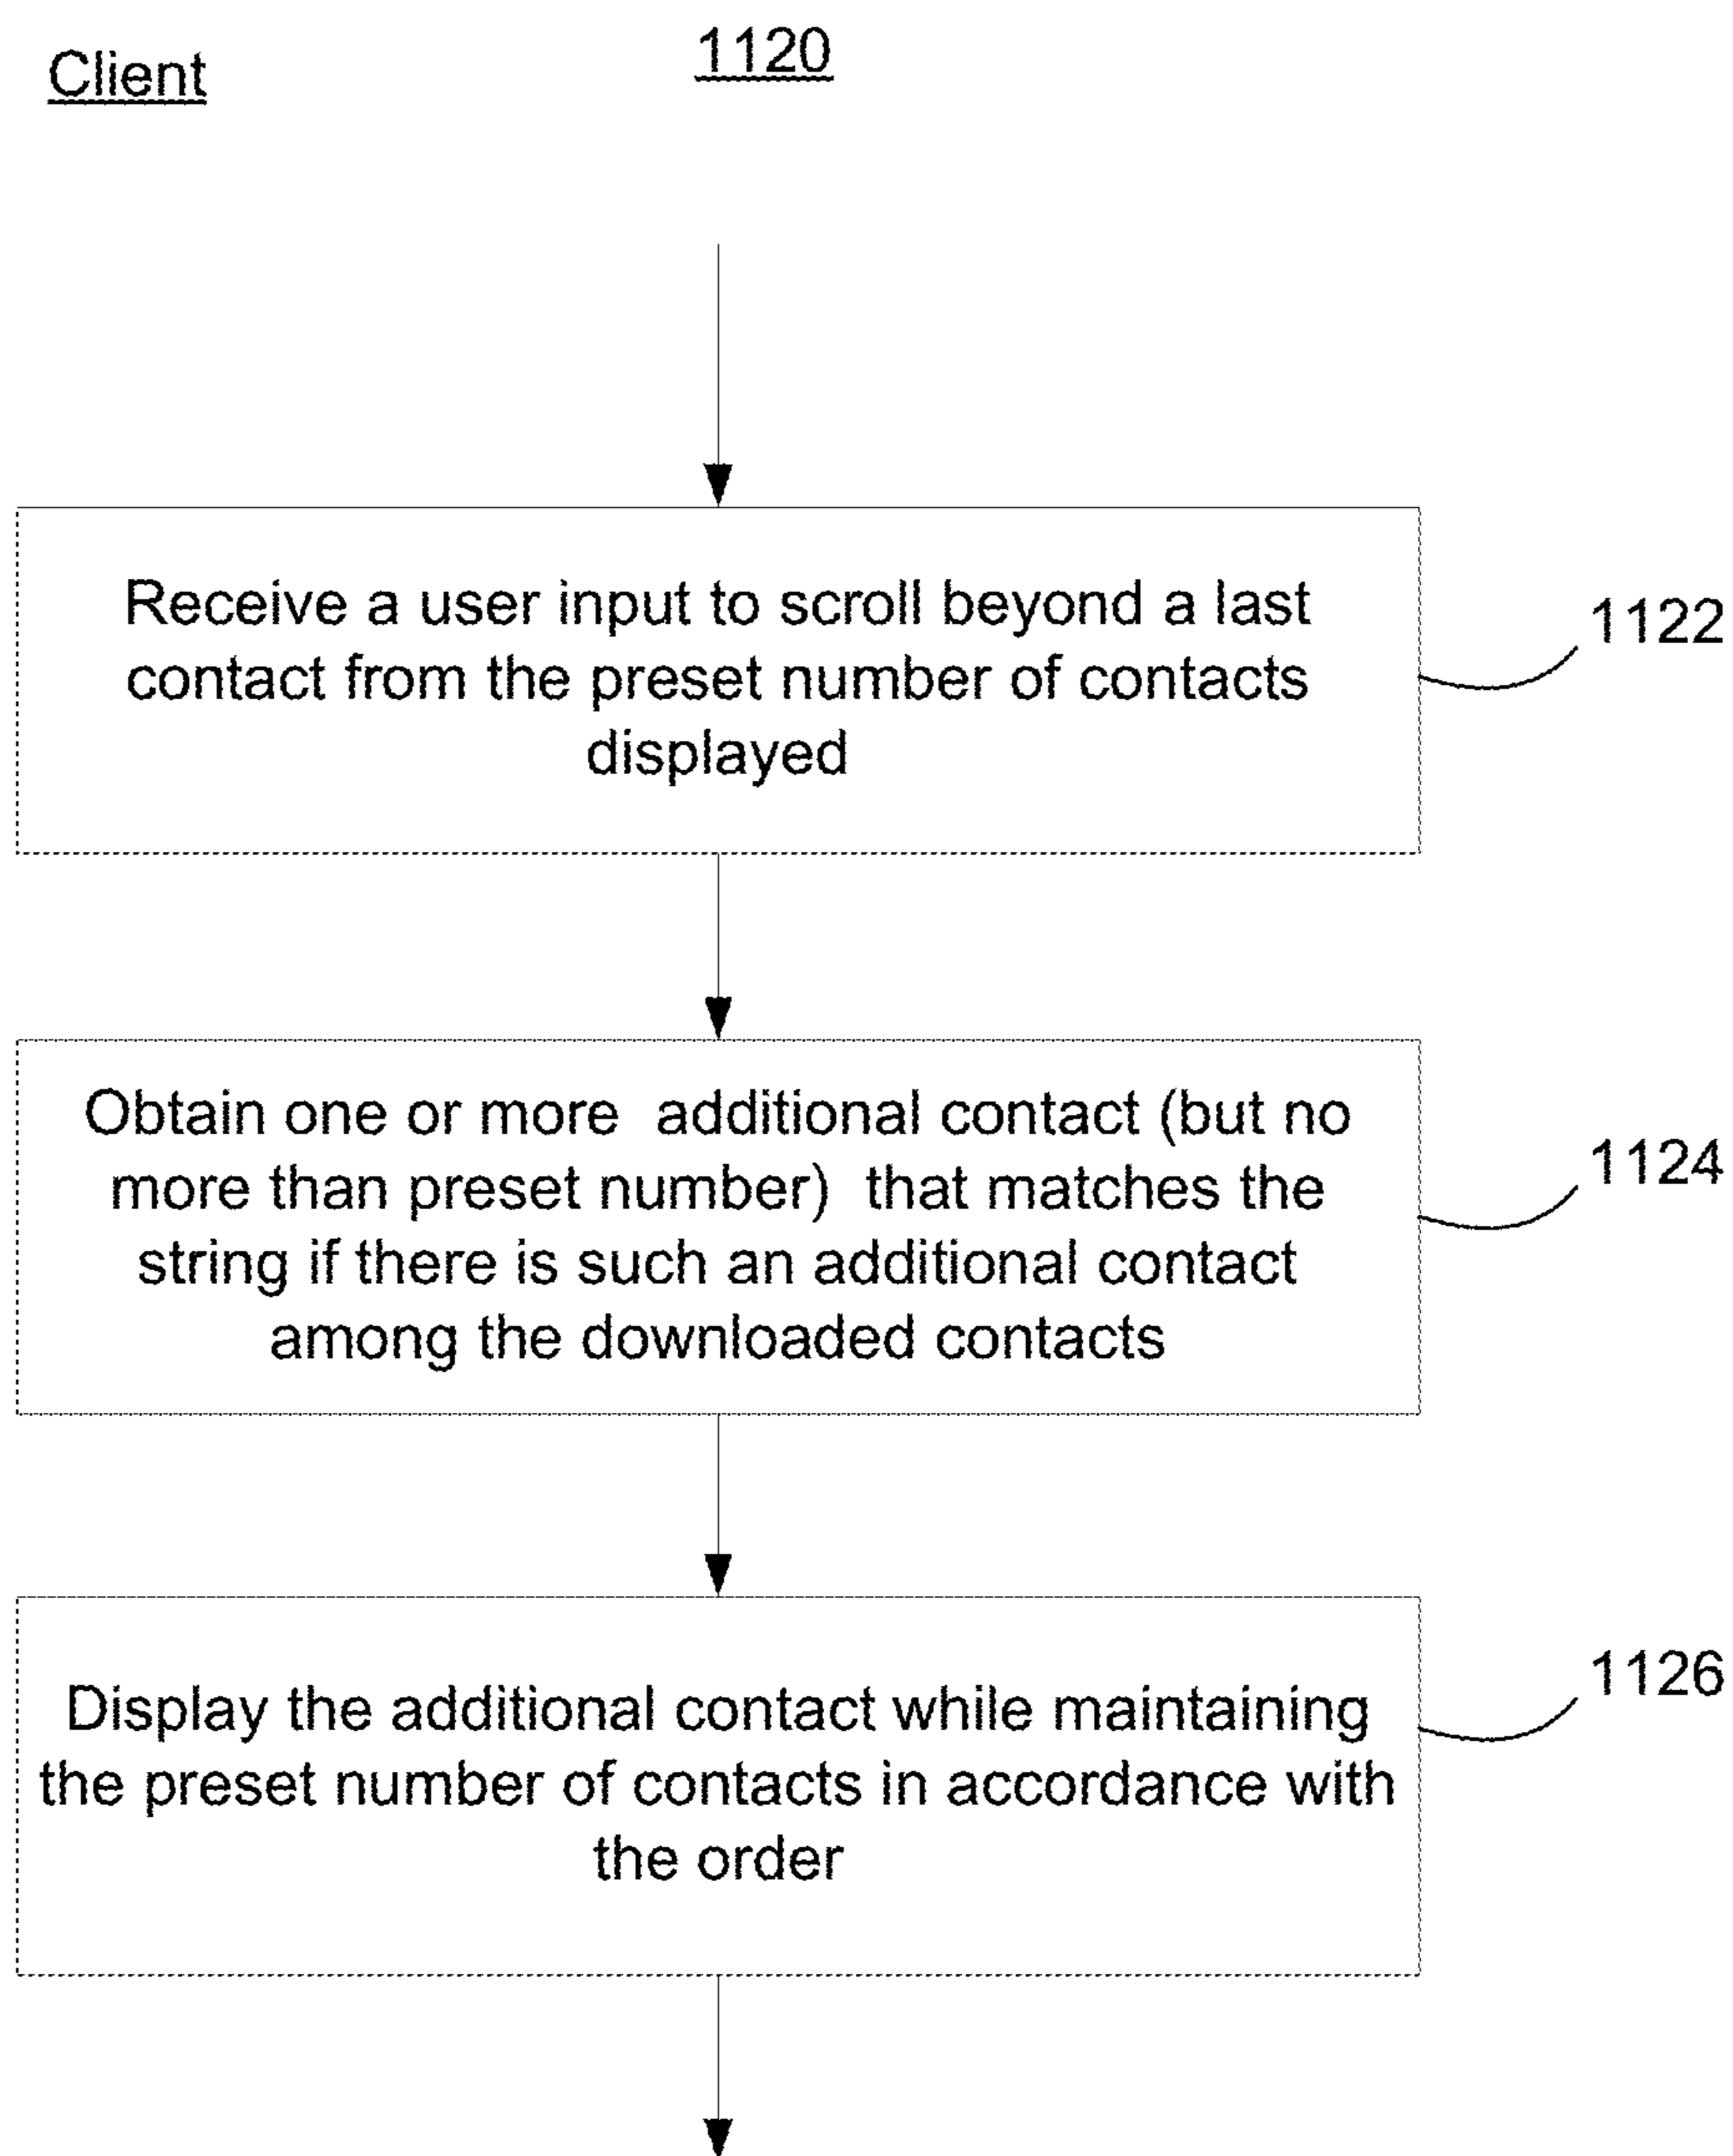 Client
1120
Receive a user input to scroll beyond a last
contact from the preset number of contacts
displayed
1122
Obtain one or more  additional contact (but no
more than preset number)  that matches the
string if there is such an additional contact
among the downloaded contacts
1124
Display the additional contact while maintaining
the preset number of contacts in accordance with
the order
1126